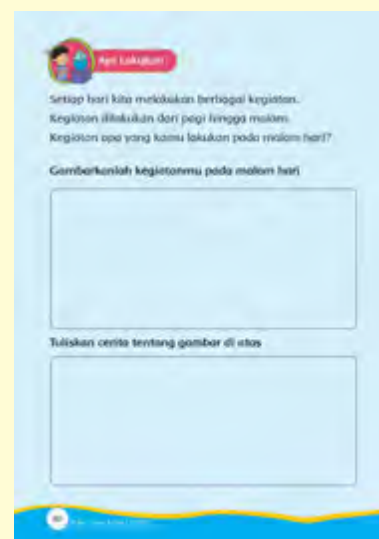 Ayo Lakukan
Setiap hari kita melakukan berbagai kegiatan.
Kegiatan dilakukan dari pagi hingga malam.
Kegiatan apa yang kamu lakukan pada malam hari?
Gambarkanlah kegiatanmu pada malam hari
Tuliskan cerita tentang gambar di atas